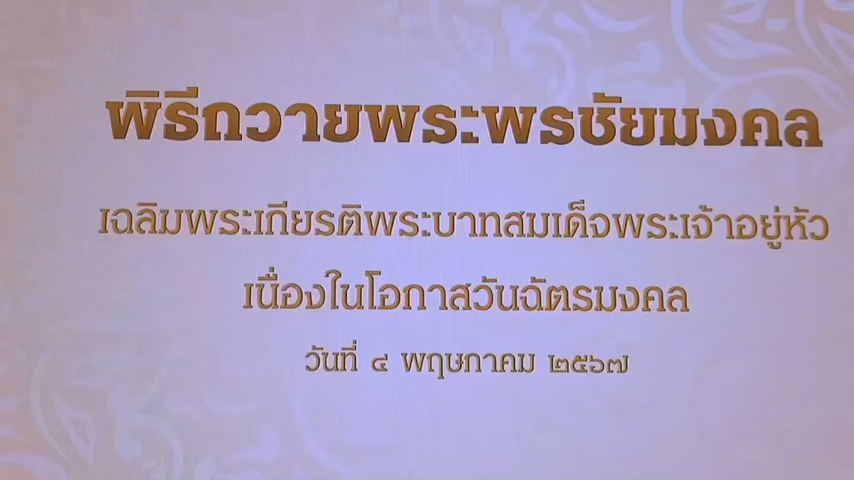 พิธีถวายพระพรชัยมงคล
เฉลิมพระเกียรติพระบาทสมเด็จพระเจ้าอยู่หัว
เนื่องในโอกาสวันฉัตรมงคล
วันที่ ๔ พฤษภาคม ๒๕๖๗